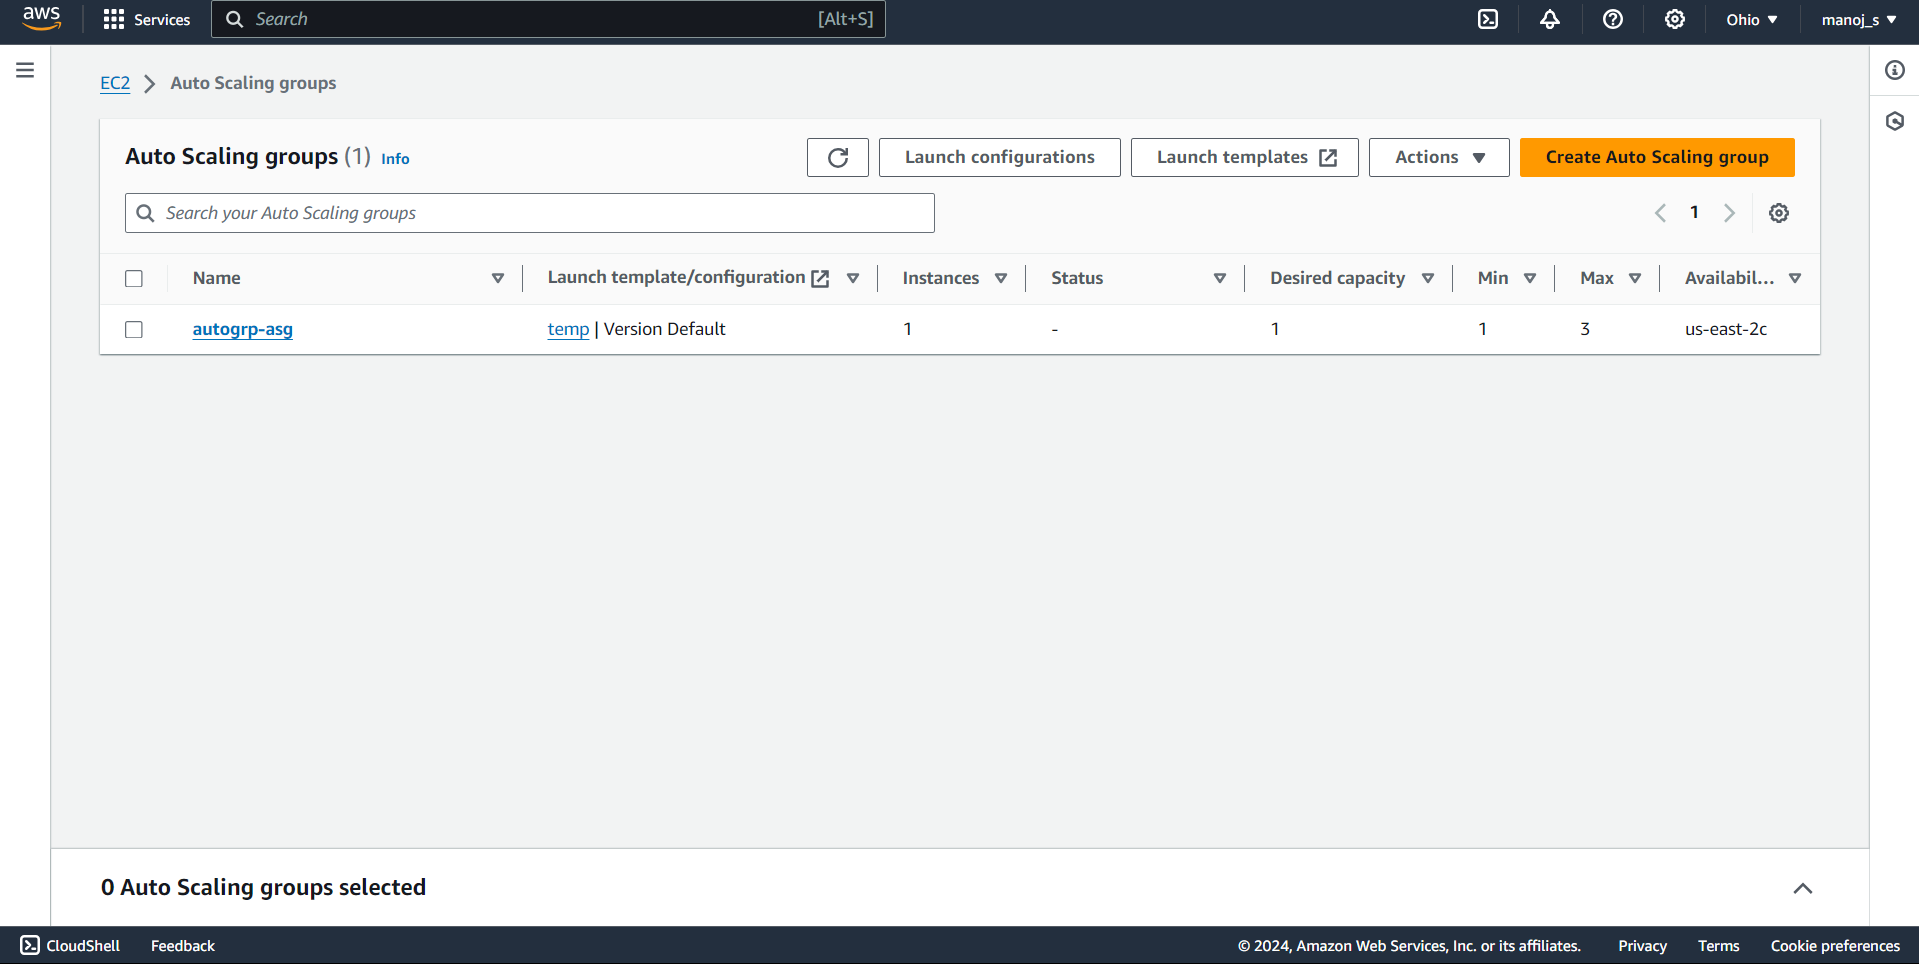 aws Services Search [Alt+S] Ohio manoj_s
EC2 Auto Scaling groups
Auto Scaling groups (1) Info Launch configurations Launch templates Actions Create Auto Scaling group
Search your Auto Scaling groups 1
Name Launch template/configuration Instances Status Desired capacity Min Max Availabil...
autogrp-asg temp | Version Default 1 - 1 1 3 us-east-2c
0 Auto Scaling groups selected
CloudShell Feedback © 2024, Amazon Web Services, Inc. or its affiliates. Privacy Terms Cookie preferences